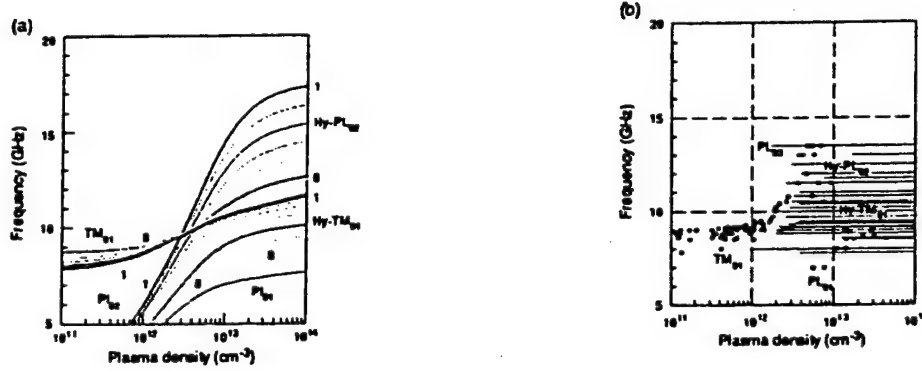 (a)
20
15
10
5
Frequency (GHz)
1
Hy-PL02
8
1
Hy-TM01
TM01
8
1
1
8
8
PL02
PL01
10^11
10^12
10^13
10^14
Plasma density (cm^-3)
(b)
20
15
10
5
Frequency (GHz)
Hy-PL02
Hy-TM01
TM01
PL01
10^11
10^12
10^13
Plasma density (cm^-3)